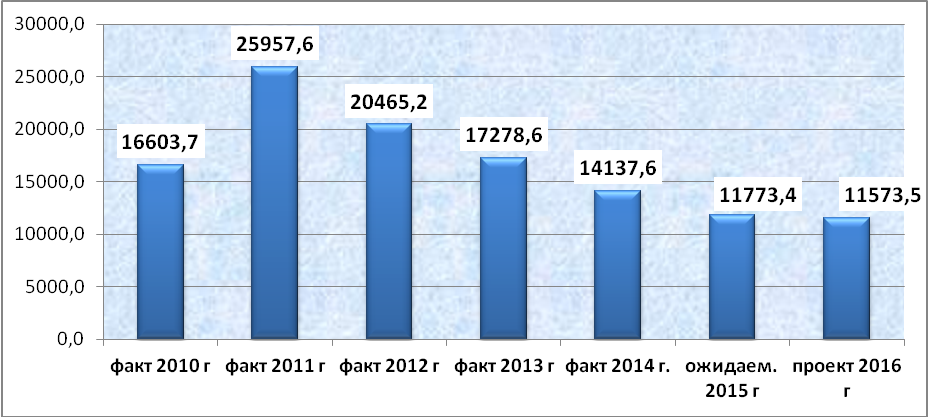 30000,0
25000,0
20000,0
15000,0
10000,0
5000,0
0,0
16603,7
25957,6
20465,2
17278,6
14137,6
11773,4
11573,5
факт 2010 г
факт 2011 г
факт 2012 г
факт 2013 г
факт 2014 г.
ожидаем.
2015 г
проект 2016
г